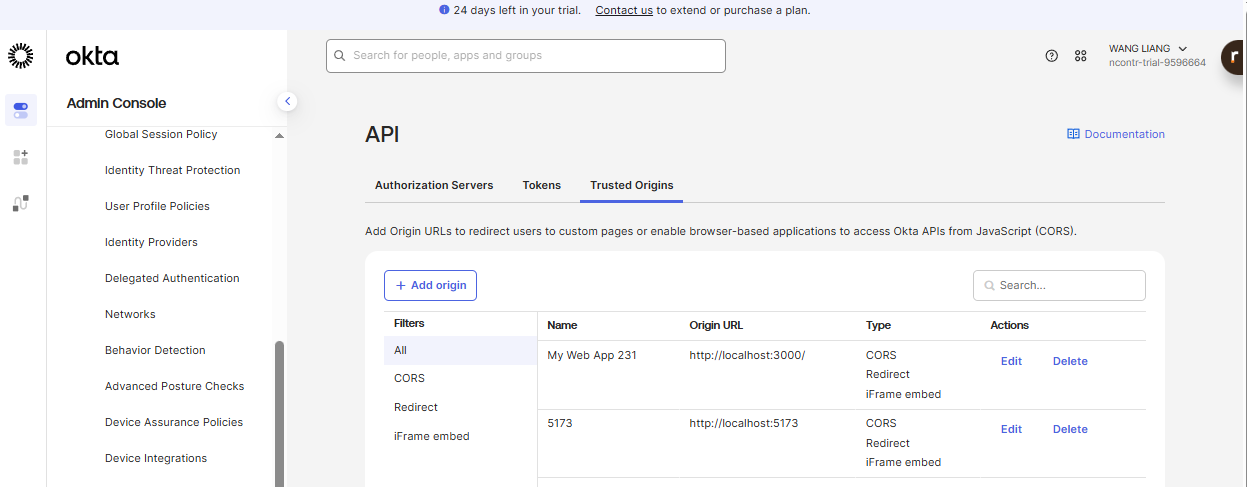 24 days left in your trial. Contact us to extend or purchase a plan.
okta
Search for people, apps and groups
WANG LIANG
ncontr-trial-9596664
r
Admin Console
Global Session Policy
Identity Threat Protection
User Profile Policies
Identity Providers
Delegated Authentication
Networks
Behavior Detection
Advanced Posture Checks
Device Assurance Policies
Device Integrations
API
Documentation
Authorization Servers Tokens Trusted Origins
Add Origin URLs to redirect users to custom pages or enable browser-based applications to access Okta APIs from JavaScript (CORS).
+ Add origin
Search...
Filters
All
CORS
Redirect
iFrame embed
Name Origin URL Type Actions
My Web App 231 http://localhost:3000/ CORS Edit Delete
Redirect
iFrame embed
5173 http://localhost:5173 CORS Edit Delete
Redirect
iFrame embed